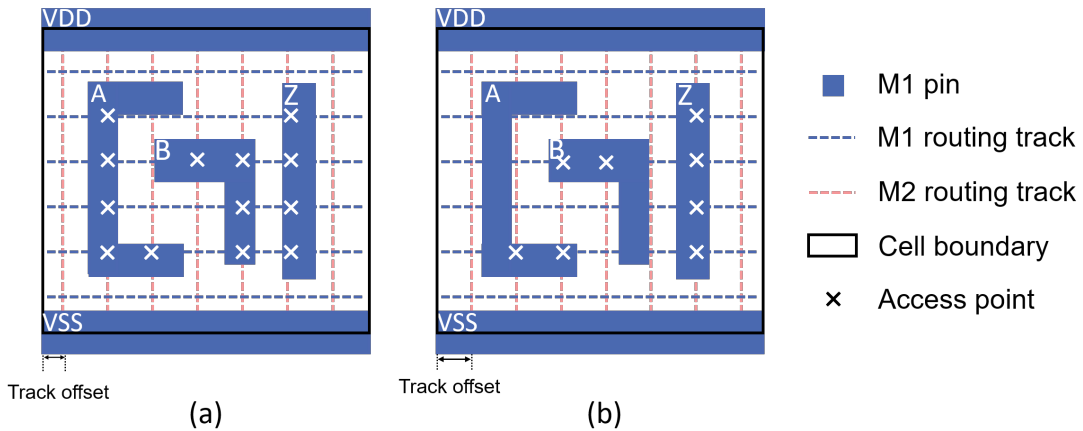 VDD
A
B
Z
VSS
Track offset
(a)
VDD
A
B
Z
VSS
Track offset
(b)
M1 pin
M1 routing track
M2 routing track
Cell boundary
Access point